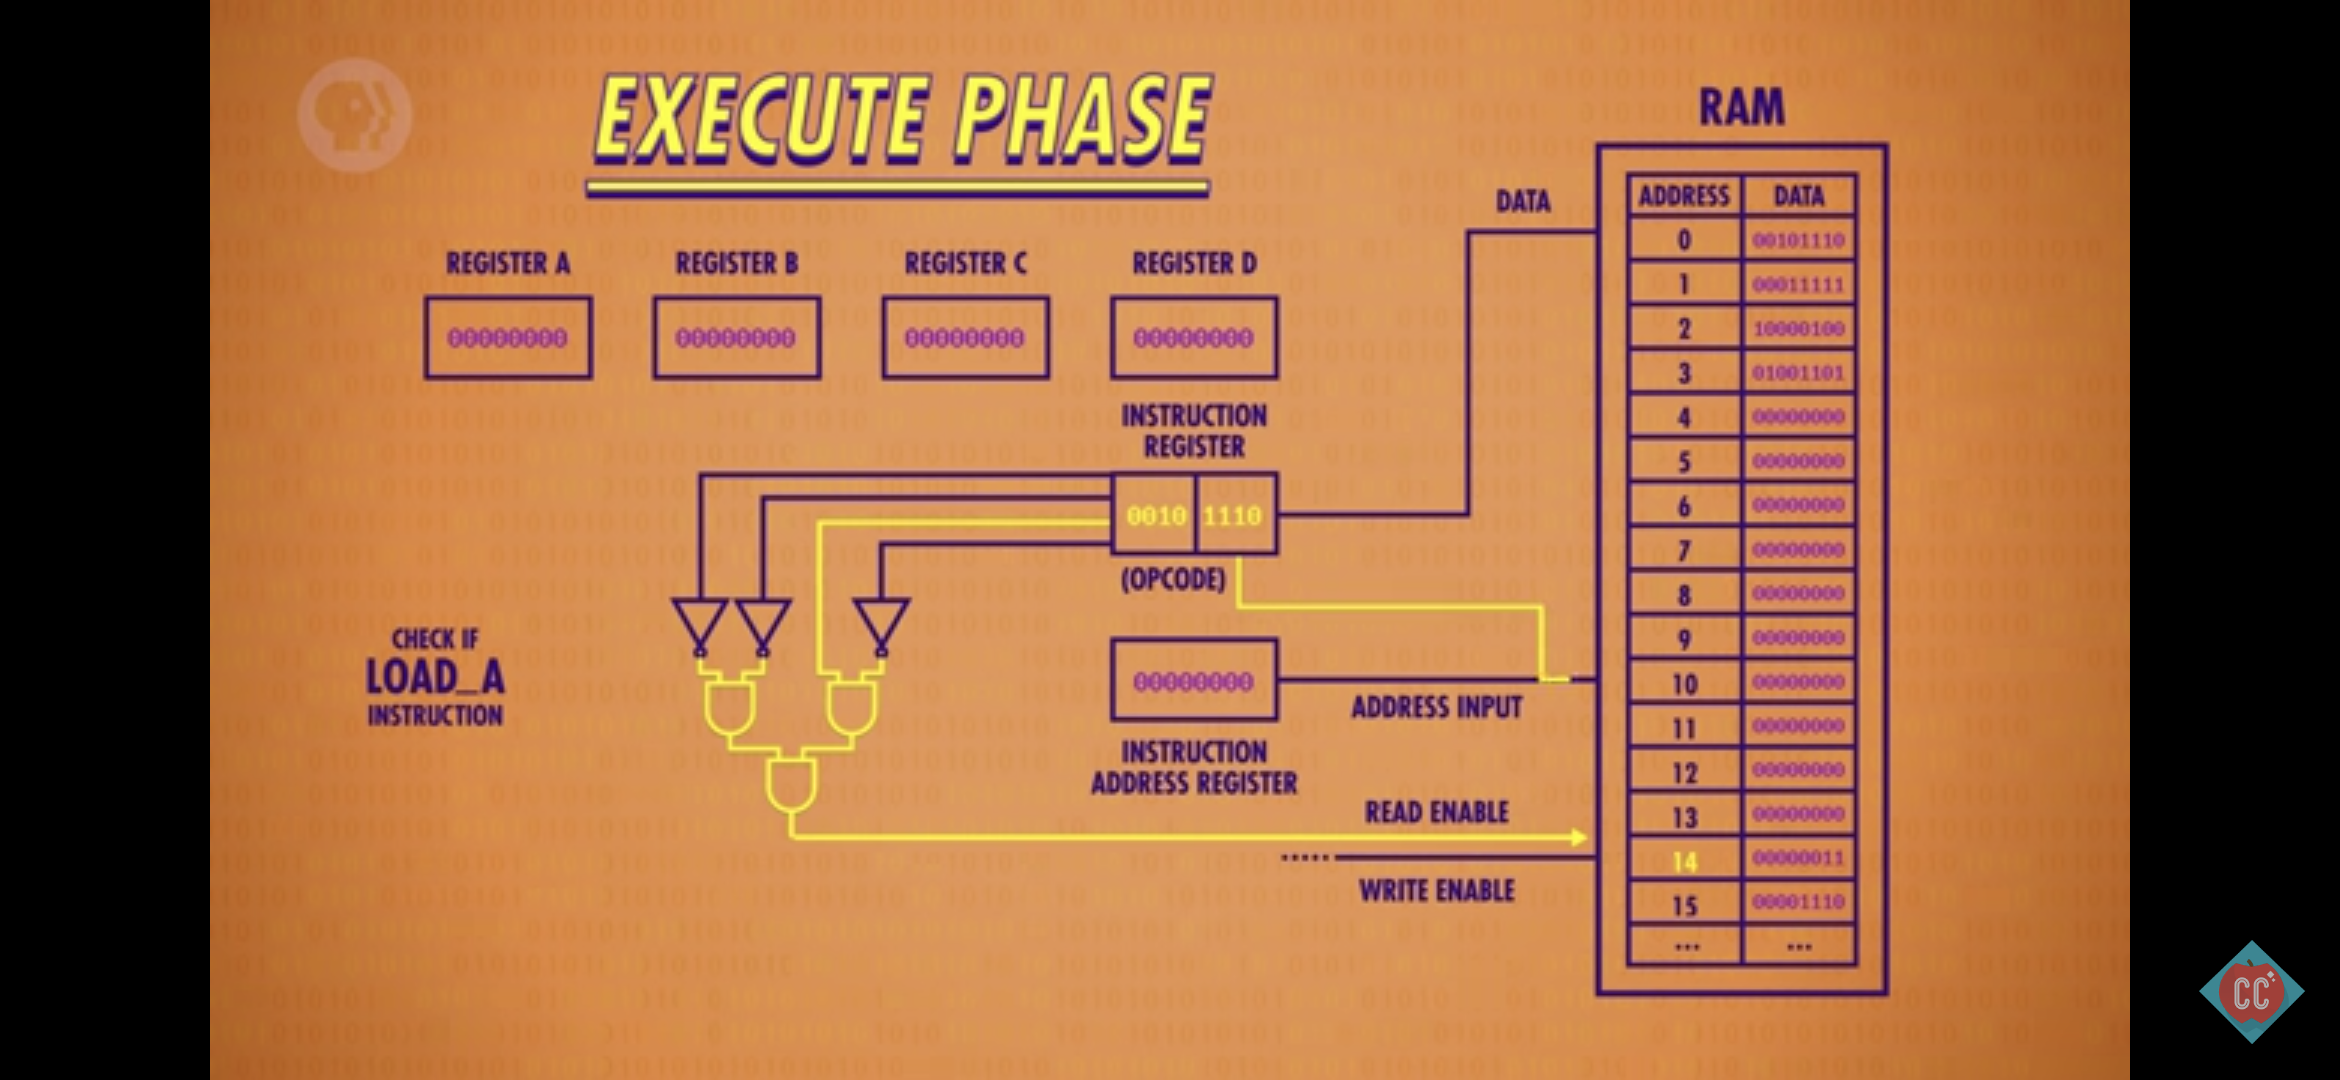 EXECUTE PHASE
REGISTER A
REGISTER B
REGISTER C
REGISTER D
00000000
00000000
00000000
00000000
INSTRUCTION
REGISTER
0010 1110
(OPCODE)
CHECK IF
LOAD_A
INSTRUCTION
00000000
INSTRUCTION
ADDRESS REGISTER
DATA
ADDRESS INPUT
READ ENABLE
WRITE ENABLE
RAM
ADDRESS DATA
0 00101110
1 00011111
2 10000100
3 01001101
4 00000000
5 00000000
6 00000000
7 00000000
8 00000000
9 00000000
10 00000000
11 00000000
12 00000000
13 00000000
14 00000011
15 00001110
... ...
CC